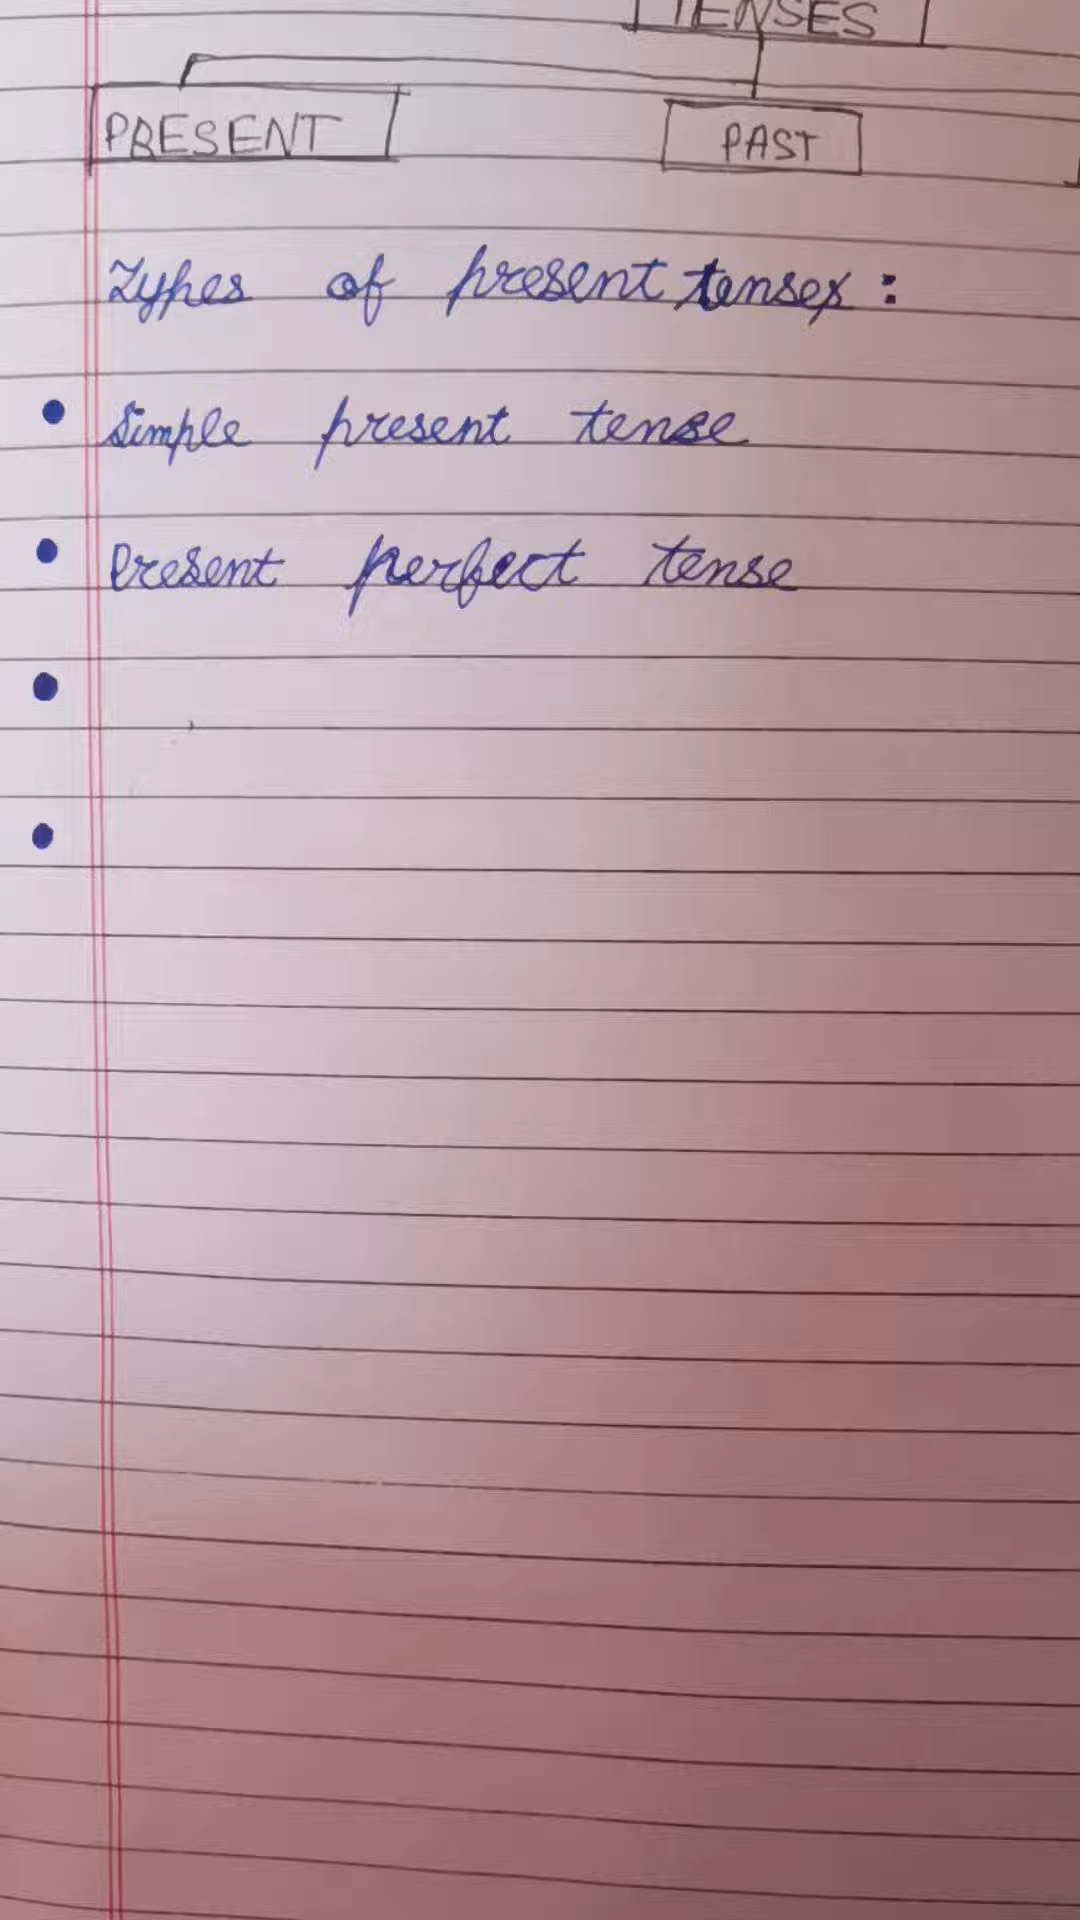 TENSES
PRESENT PAST
Types of present tenses :
• Simple present tense
• Present perfect tense
•
•